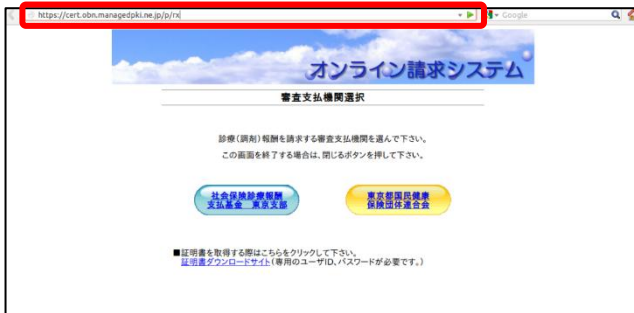 https://cert.obn.managedpki.ne.jp/p/rx
Google
オンライン請求システム
審査支払機関選択
診療(調剤)報酬を請求する審査支払機関を選んで下さい。
この画面を終了する場合は、閉じるボタンを押して下さい。
社会保険診療報酬
支払基金 東京支部
東京都国民健康
保険団体連合会
■証明書を取得する際はこちらをクリックして下さい。
証明書ダウンロードサイト(専用のユーザID、パスワードが必要です。)